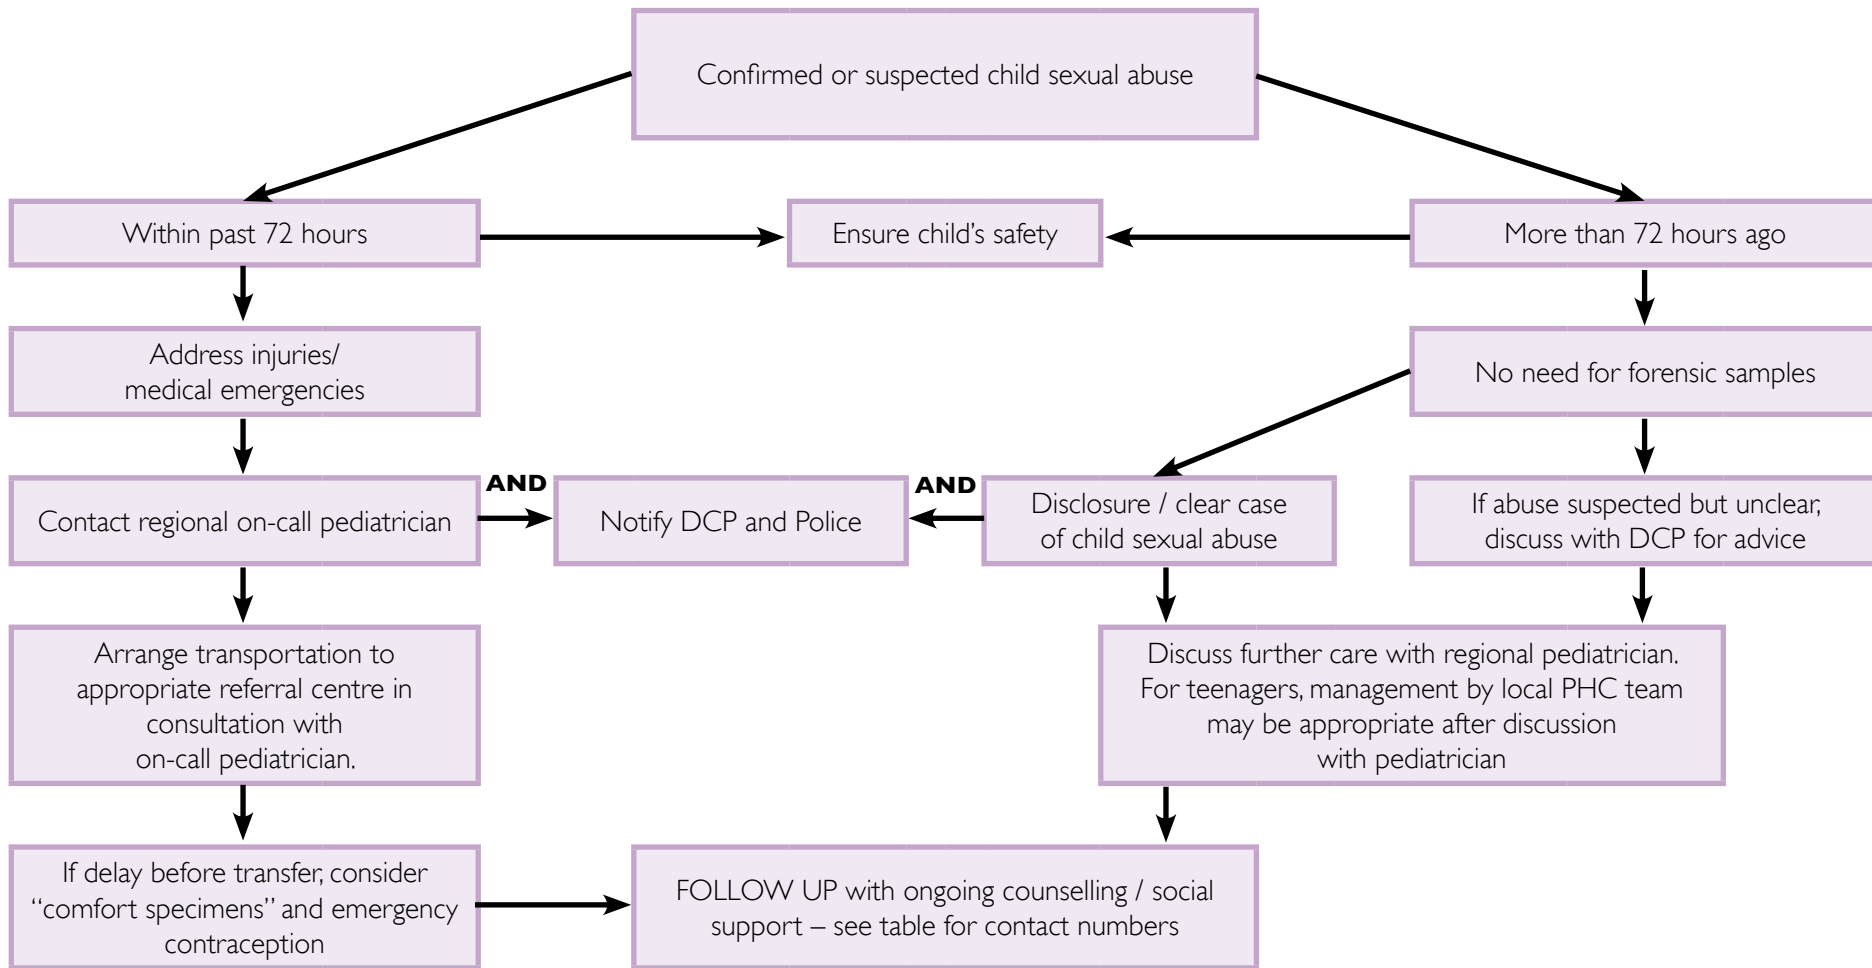 Confirmed or suspected child sexual abuse
Within past 72 hours
Ensure child's safety
More than 72 hours ago
Address injuries/
medical emergencies
No need for forensic samples
Contact regional on-call pediatrician
AND
Notify DCP and Police
AND
Disclosure / clear case
of child sexual abuse
If abuse suspected but unclear,
discuss with DCP for advice
Arrange transportation to
appropriate referral centre in
consultation with
on-call pediatrician.
Discuss further care with regional pediatrician.
For teenagers, management by local PHC team
may be appropriate after discussion
with pediatrician
If delay before transfer, consider
“comfort specimens” and emergency
contraception
FOLLOW UP with ongoing counselling / social
support – see table for contact numbers